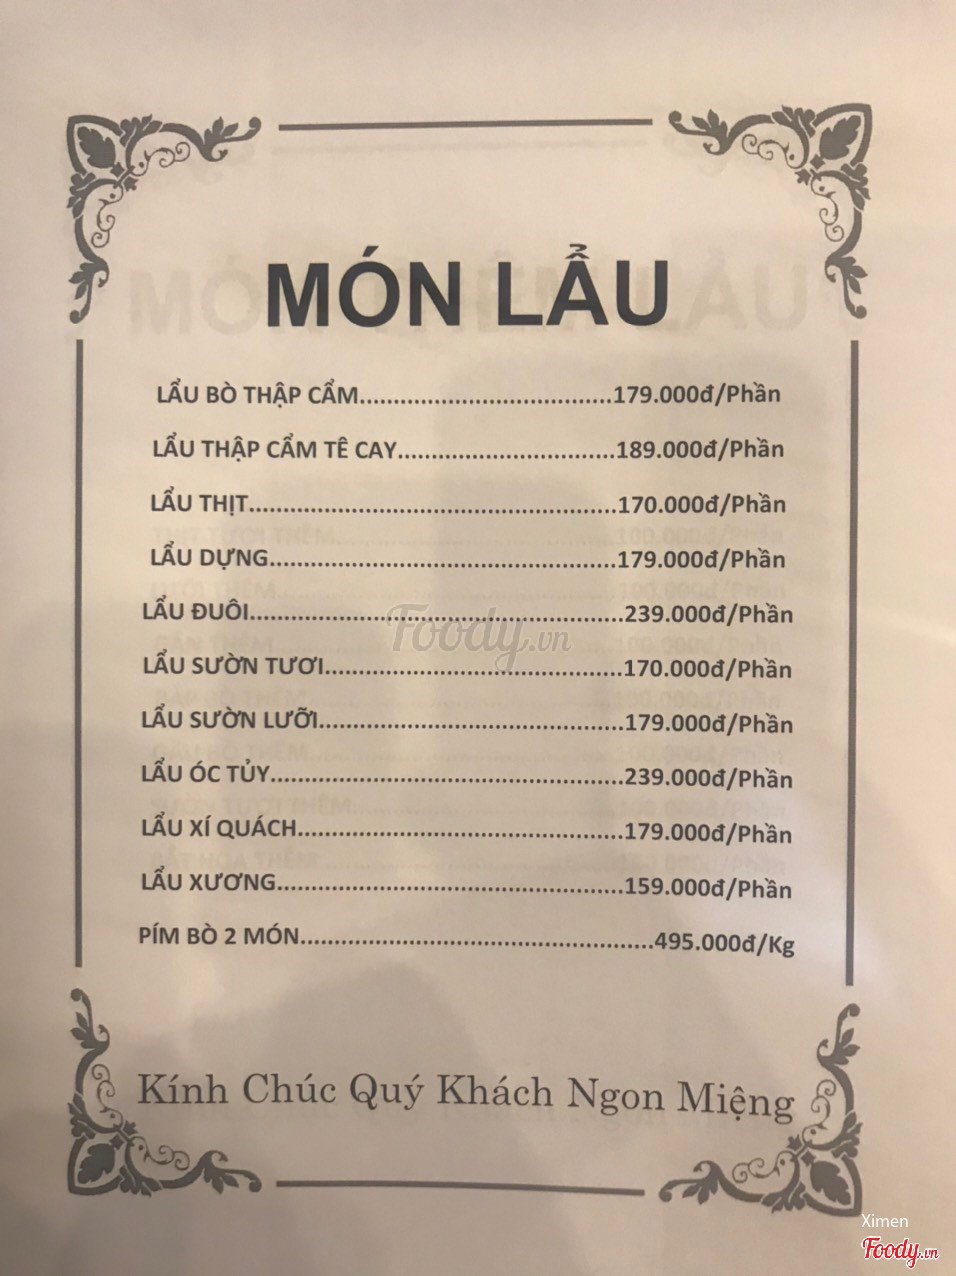 MÓN LẨU
LẨU BÒ THẬP CẨM....................................179.000đ/Phần
LẨU THẬP CẨM TÊ CAY...............................189.000đ/Phần
LẨU THỊT....................................................170.000đ/Phần
LẨU DỰNG.................................................179.000đ/Phần
LẨU ĐUÔI.....................................................239.000đ/Phần
Foody.vn
LẨU SƯỜN TƯƠI..........................................170.000đ/Phần
LẨU SƯỜN LƯỠI...........................................179.000đ/Phần
LẨU ÓC TỦY..................................................239.000đ/Phần
LẨU XÍ QUÁCH..............................................179.000đ/Phần
LẨU XƯƠNG.................................................159.000đ/Phần
PÍM BÒ 2 MÓN..................................................495.000đ/Kg
Kính Chúc Quý Khách Ngon Miệng
Ximen
Foody.vn